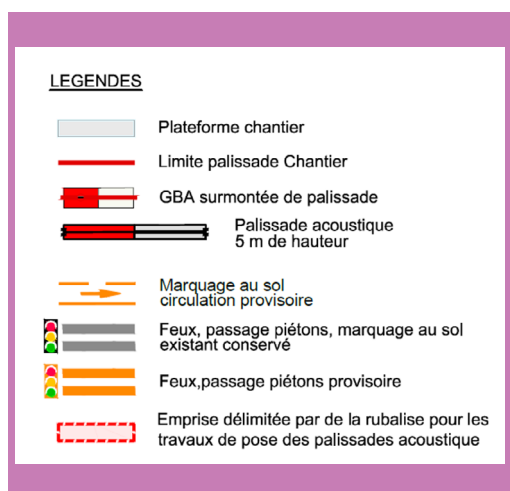 LEGENDES
Plateforme chantier
Limite palissade Chantier
GBA surmontée de palissade
Palissade acoustique
5 m de hauteur
Marquage au sol
circulation provisoire
Feux, passage piétons, marquage au sol
existant conservé
Feux,passage piétons provisoire
Emprise délimitée par de la rubalise pour les
travaux de pose des palissades acoustique